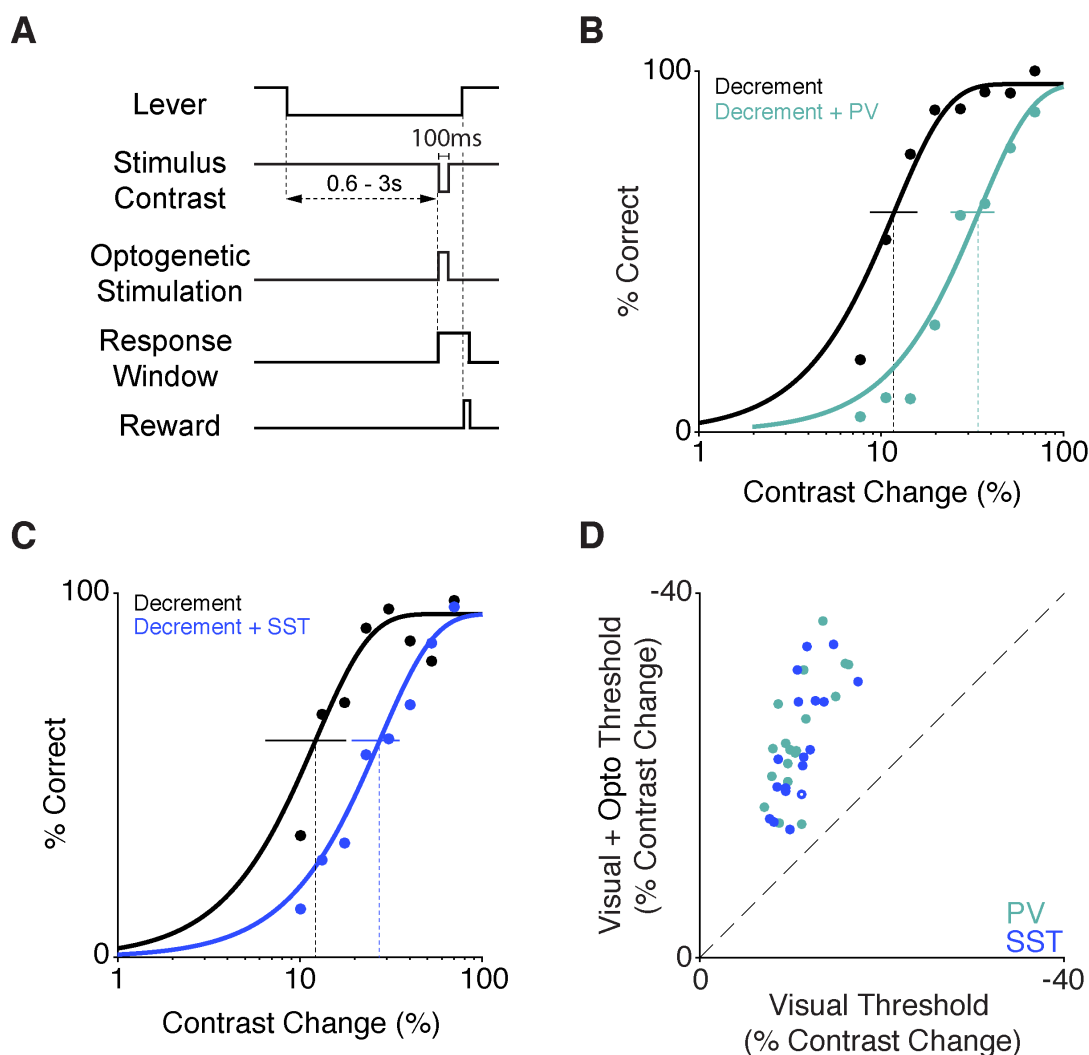 A
Lever
100ms
Stimulus
Contrast
0.6 - 3s
Optogenetic
Stimulation
Response
Window
Reward
B
100
Decrement
Decrement + PV
% Correct
0
1
10
100
Contrast Change (%)
C
100
Decrement
Decrement + SST
% Correct
0
1
10
100
Contrast Change (%)
D
-40
Visual + Opto Threshold
(% Contrast Change)
PV
SST
0
0
-40
Visual Threshold
(% Contrast Change)